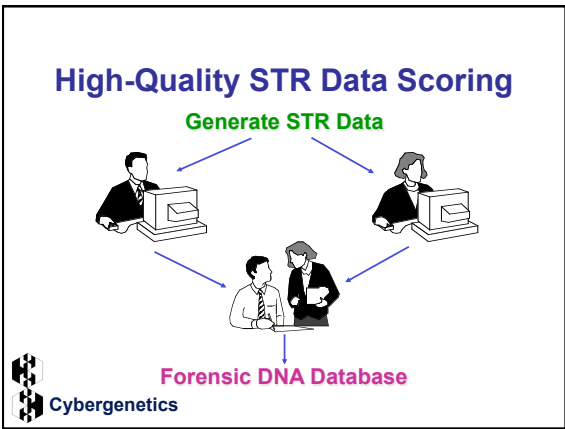 High-Quality STR Data Scoring
Generate STR Data
Forensic DNA Database
Cybergenetics